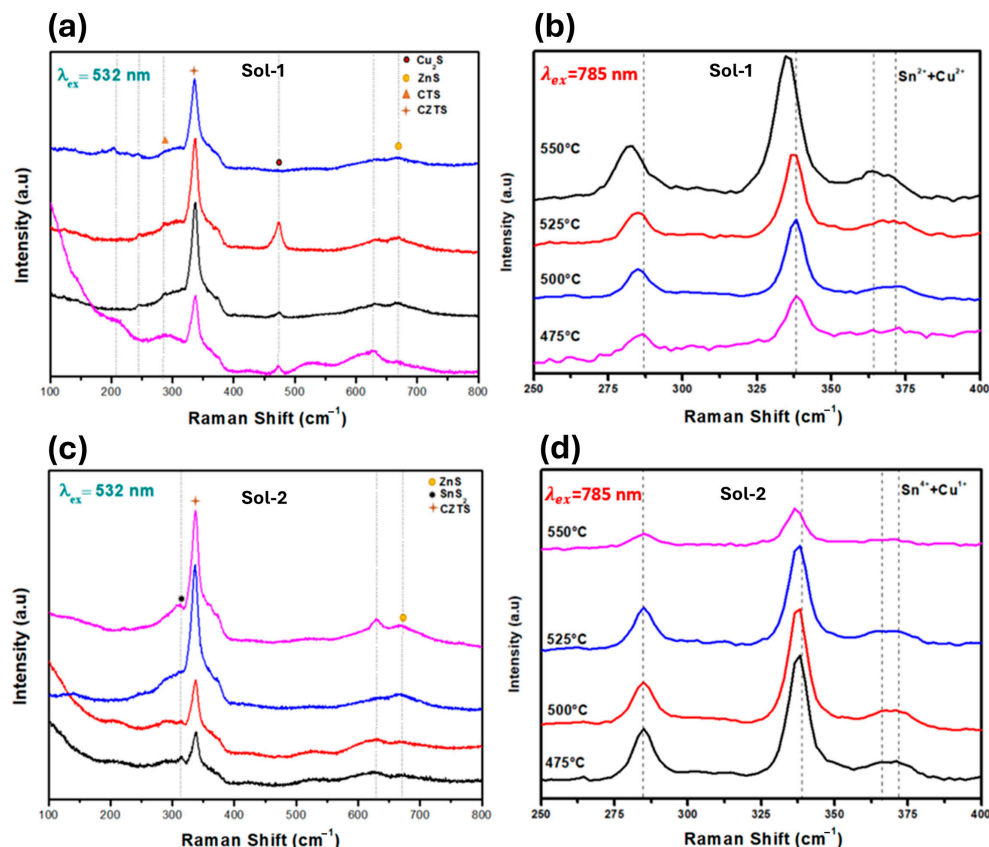 (a)
λex = 532 nm
Sol-1
Cu2S
ZnS
CTS
CZTS
Intensity (a.u)
100 200 300 400 500 600 700 800
Raman Shift (cm⁻¹)
(b)
λex=785 nm
Sol-1
Sn²⁺+Cu²⁺
550°C
525°C
500°C
475°C
Intensity (a.u)
250 275 300 325 350 375 400
Raman Shift (cm⁻¹)
(c)
λex = 532 nm
Sol-2
ZnS
SnS2
CZTS
Intensity (a.u)
100 200 300 400 500 600 700 800
Raman Shift (cm⁻¹)
(d)
λex=785 nm
Sol-2
Sn⁴⁺+Cu¹⁺
550°C
525°C
500°C
475°C
Intensity (a.u)
250 275 300 325 350 375 400
Raman Shift (cm⁻¹)